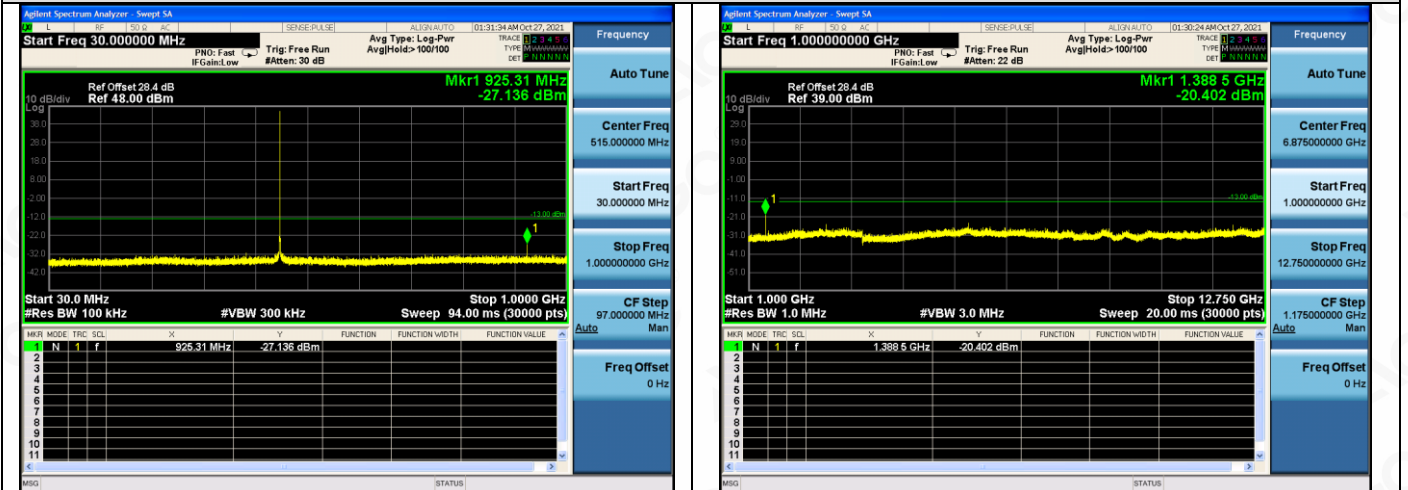 Agilent Spectrum Analyzer - Swept SA
L RF 50 Ω AC SENSE:PULSE ALIGN AUTO 01:31:34 AM Oct 27, 2021
Start Freq 30.000000 MHz
PNO: Fast
IFGain:Low
Trig: Free Run
#Atten: 30 dB
Avg Type: Log-Pwr
Avg|Hold:>100/100
TRACE 1 2 3 4 5 6
TYPE M
DET P N N N N N
Ref Offset 28.4 dB
10 dB/div Ref 48.00 dBm
Log
Mkr1 925.31 MHz
-27.136 dBm
38.0
28.0
18.0
8.00
-2.00
-12.0
-22.0
-32.0
-42.0
-13.00 dBm
1
Start 30.0 MHz Stop 1.0000 GHz
#Res BW 100 kHz #VBW 300 kHz Sweep 94.00 ms (30000 pts)
MKR MODE TRC SCL X Y FUNCTION FUNCTION WIDTH FUNCTION VALUE
1 N 1 f 925.31 MHz -27.136 dBm
2
3
4
5
6
7
8
9
10
11
MSG STATUS
Frequency
Auto Tune
Center Freq
515.000000 MHz
Start Freq
30.000000 MHz
Stop Freq
1.000000000 GHz
CF Step
97.000000 MHz
Auto Man
Freq Offset
0 Hz
Agilent Spectrum Analyzer - Swept SA
L RF 50 Ω AC SENSE:PULSE ALIGN AUTO 01:30:24 AM Oct 27, 2021
Start Freq 1.000000000 GHz
PNO: Fast
IFGain:Low
Trig: Free Run
#Atten: 22 dB
Avg Type: Log-Pwr
Avg|Hold:>100/100
TRACE 1 2 3 4 5 6
TYPE M
DET P N N N N N
Ref Offset 28.4 dB
10 dB/div Ref 39.00 dBm
Log
Mkr1 1.388 5 GHz
-20.402 dBm
29.0
19.0
9.00
-1.00
-11.0
-21.0
-31.0
-41.0
-51.0
-13.00 dBm
1
Start 1.000 GHz Stop 12.750 GHz
#Res BW 1.0 MHz #VBW 3.0 MHz Sweep 20.00 ms (30000 pts)
MKR MODE TRC SCL X Y FUNCTION FUNCTION WIDTH FUNCTION VALUE
1 N 1 f 1.388 5 GHz -20.402 dBm
2
3
4
5
6
7
8
9
10
11
MSG STATUS
Frequency
Auto Tune
Center Freq
6.875000000 GHz
Start Freq
1.000000000 GHz
Stop Freq
12.750000000 GHz
CF Step
1.175000000 GHz
Auto Man
Freq Offset
0 Hz